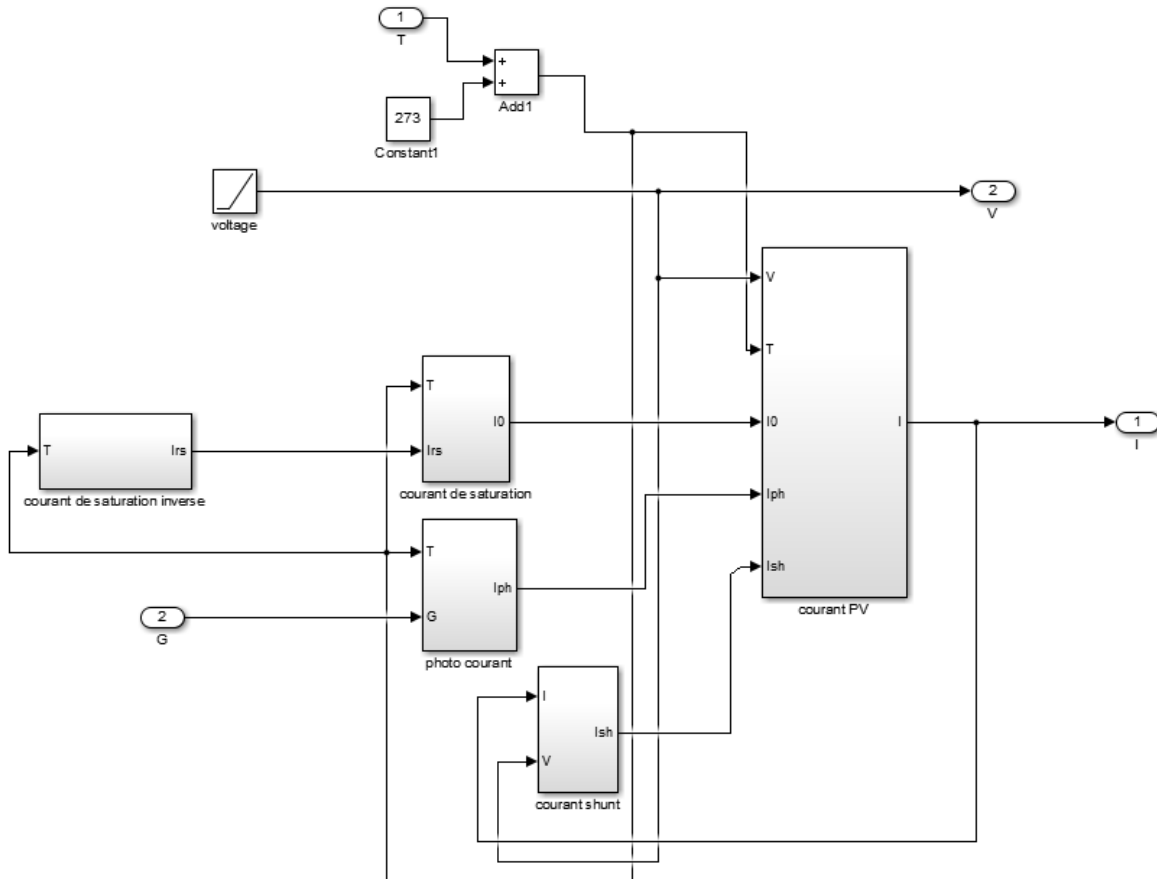 1
T
+
+
Add1
273
Constant1
voltage
2
V
V
T
I0
Iph
Ish
I
courant PV
1
I
T
Irs
I0
courant de saturation
T
Irs
courant de saturation inverse
T
G
Iph
photo courant
2
G
I
V
Ish
courant shunt